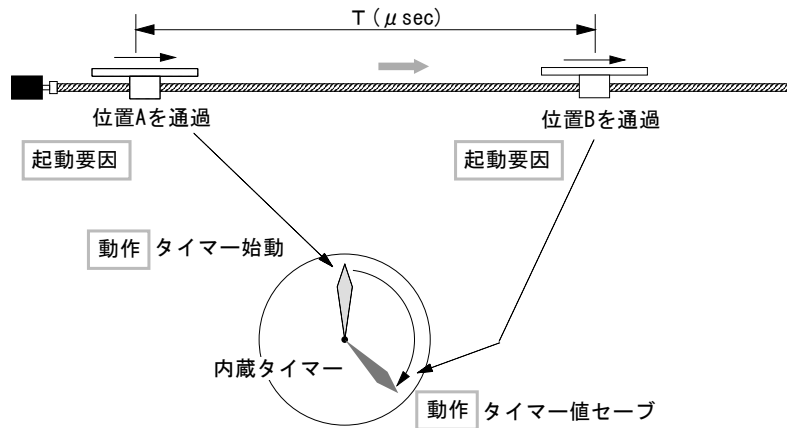 T (μsec)
位置Aを通過
位置Bを通過
起動要因
起動要因
動作 タイマー始動
内蔵タイマー
動作 タイマー値セーブ